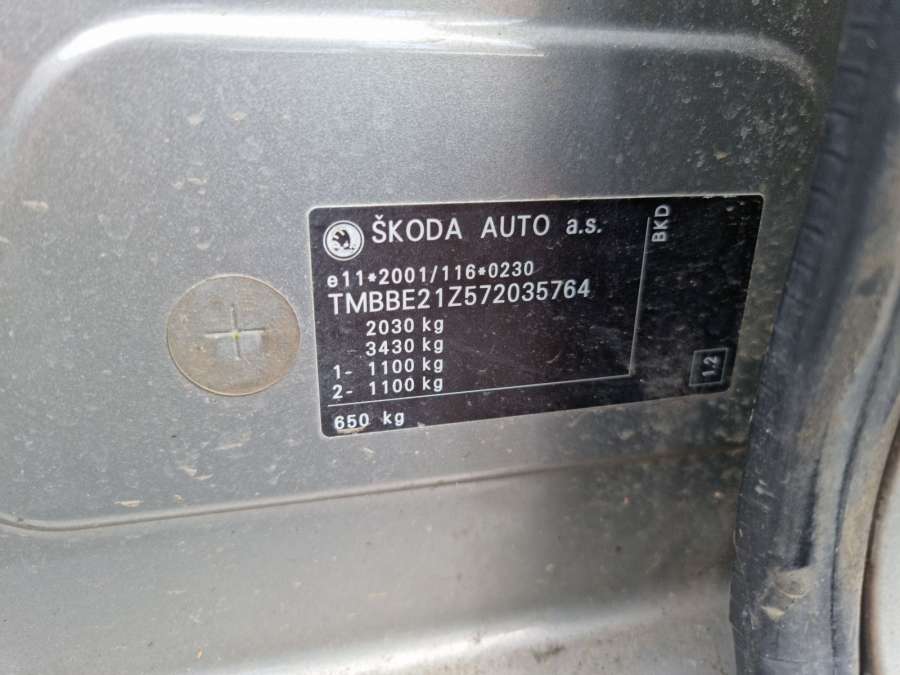 ŠKODA AUTO a.s.
BKD
e11*2001/116*0230
TMBBE21Z572035764
2030 kg
3430 kg
1- 1100 kg
2- 1100 kg
1.2
650 kg